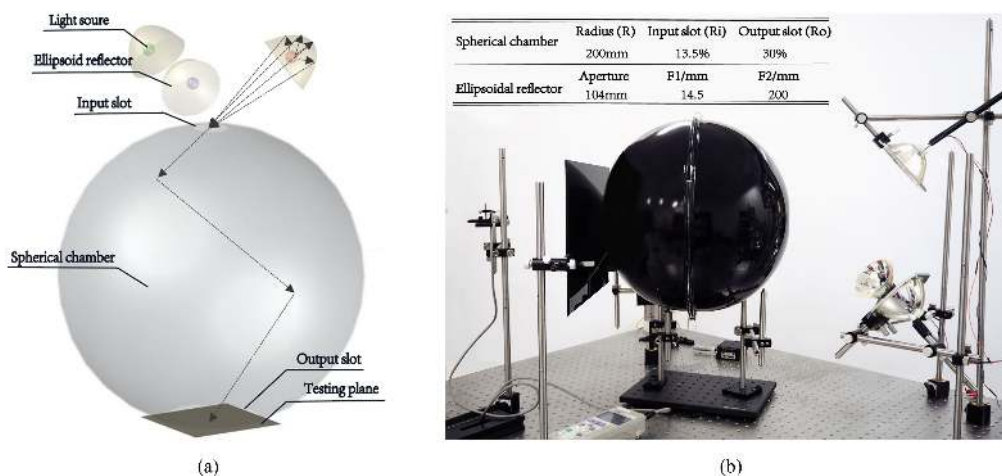 Light soure
Ellipsoid reflector
Input slot
Spherical chamber
Output slot
Testing plane
(a)
Spherical chamber
Radius (R) Input slot (Ri) Output slot (Ro)
200mm 13.5% 30%
Ellipsoidal reflector
Aperture F1/mm F2/mm
104mm 14.5 200
(b)